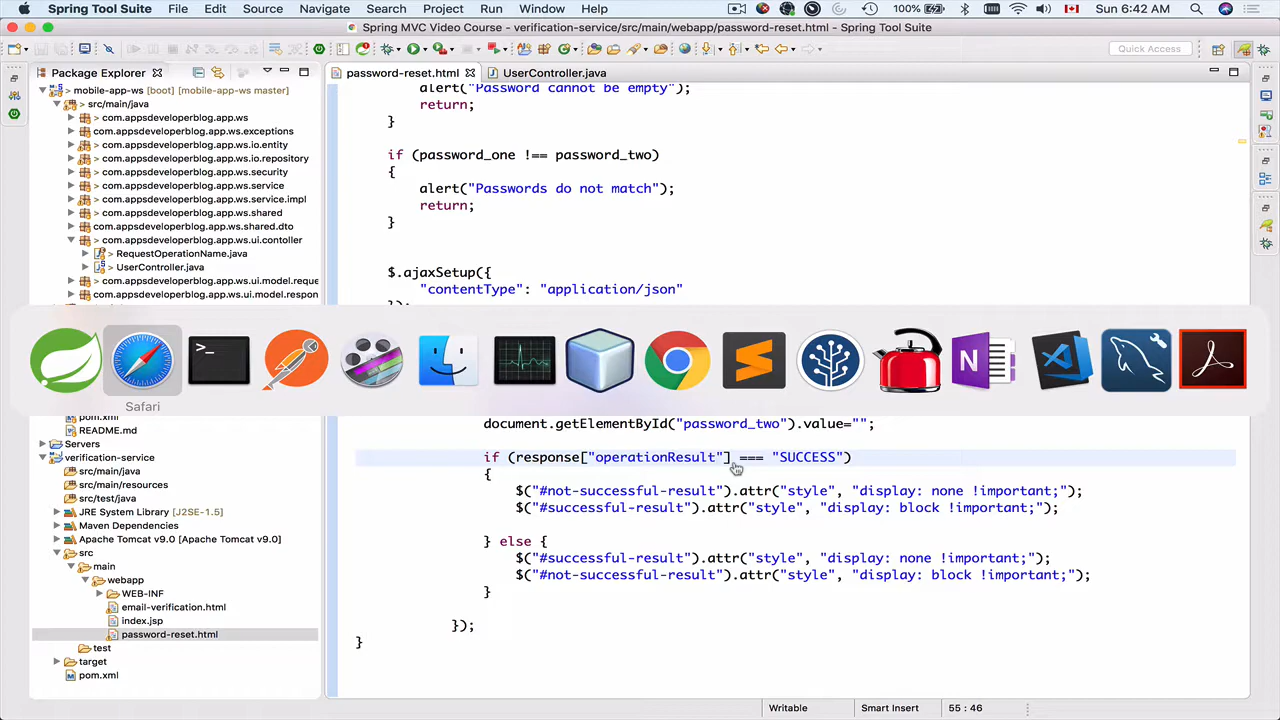 Spring Tool Suite File Edit Source Navigate Search Project Run Window Help 100% Sun 6:42 AM
Spring MVC Video Course - verification-service/src/main/webapp/password-reset.html - Spring Tool Suite
Quick Access
Package Explorer
password-reset.html
UserController.java
mobile-app-ws [boot] [mobile-app-ws master]
> src/main/java
> com.appsdeveloperblog.app.ws
com.appsdeveloperblog.app.ws.exceptions
> com.appsdeveloperblog.app.ws.io.entity
> com.appsdeveloperblog.app.ws.io.repository
> com.appsdeveloperblog.app.ws.security
> com.appsdeveloperblog.app.ws.service
> com.appsdeveloperblog.app.ws.service.impl
> com.appsdeveloperblog.app.ws.shared
com.appsdeveloperblog.app.ws.shared.dto
> com.appsdeveloperblog.app.ws.ui.contoller
> RequestOperationName.java
> UserController.java
> com.appsdeveloperblog.app.ws.ui.model.reque
> com.appsdeveloperblog.app.ws.ui.model.respon
alert("Password cannot be empty");
return;
}
if (password_one !== password_two)
{
alert("Passwords do not match");
return;
}
$.ajaxSetup({
"contentType": "application/json"
});
>_
N
Safari
pom.xml
README.md
Servers
verification-service
src/main/java
src/main/resources
src/test/java
JRE System Library [J2SE-1.5]
Maven Dependencies
Apache Tomcat v9.0 [Apache Tomcat v9.0]
src
main
webapp
WEB-INF
email-verification.html
index.jsp
password-reset.html
test
target
pom.xml
document.getElementById("password_two").value="";
if (response["operationResult"] === "SUCCESS")
{
$("#not-successful-result").attr("style", "display: none !important;");
$("#successful-result").attr("style", "display: block !important;");
} else {
$("#successful-result").attr("style", "display: none !important;");
$("#not-successful-result").attr("style", "display: block !important;");
}
});
}
Writable Smart Insert 55 : 46